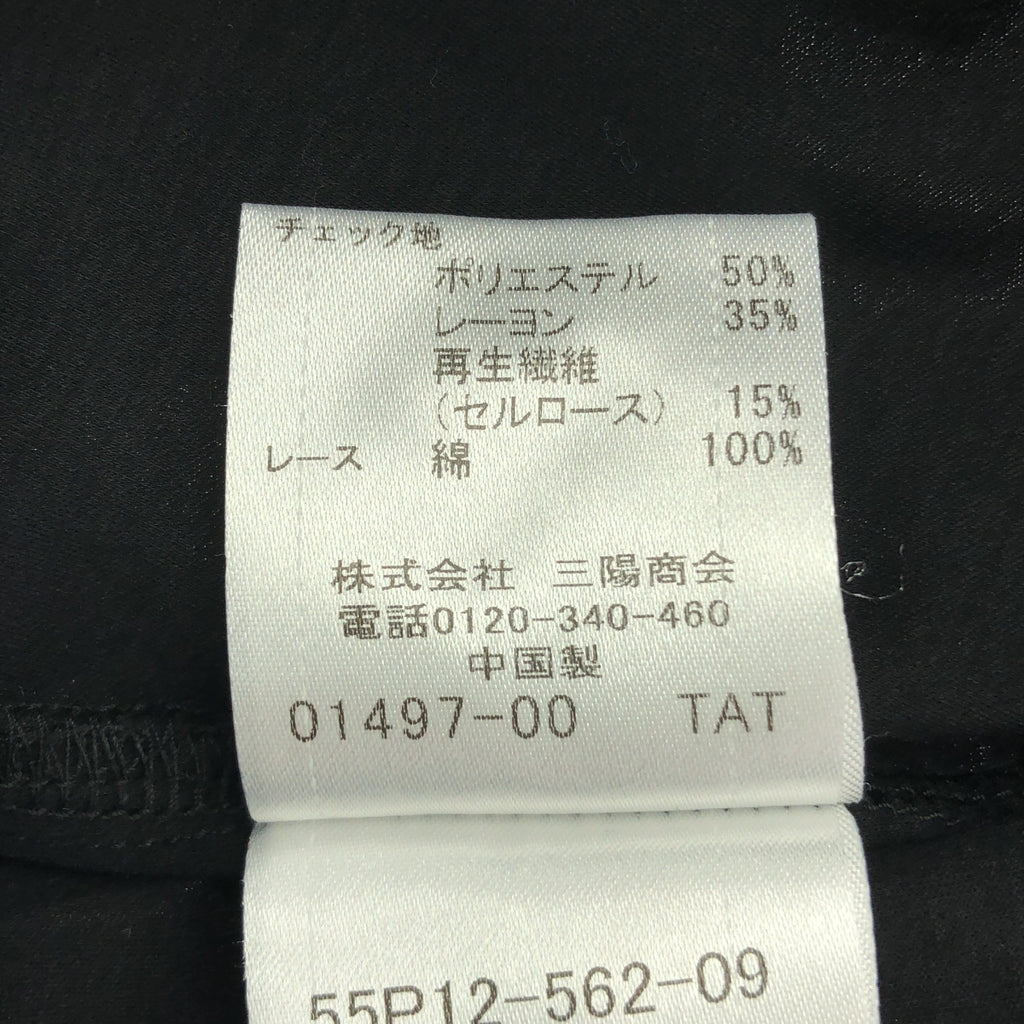 チェック地
ポリエステル 50%
レーヨン 35%
再生繊維
(セルロース) 15%
レース 綿 100%
株式会社 三陽商会
電話0120-340-460
中国製
01497-00 TAT
55P12-562-09